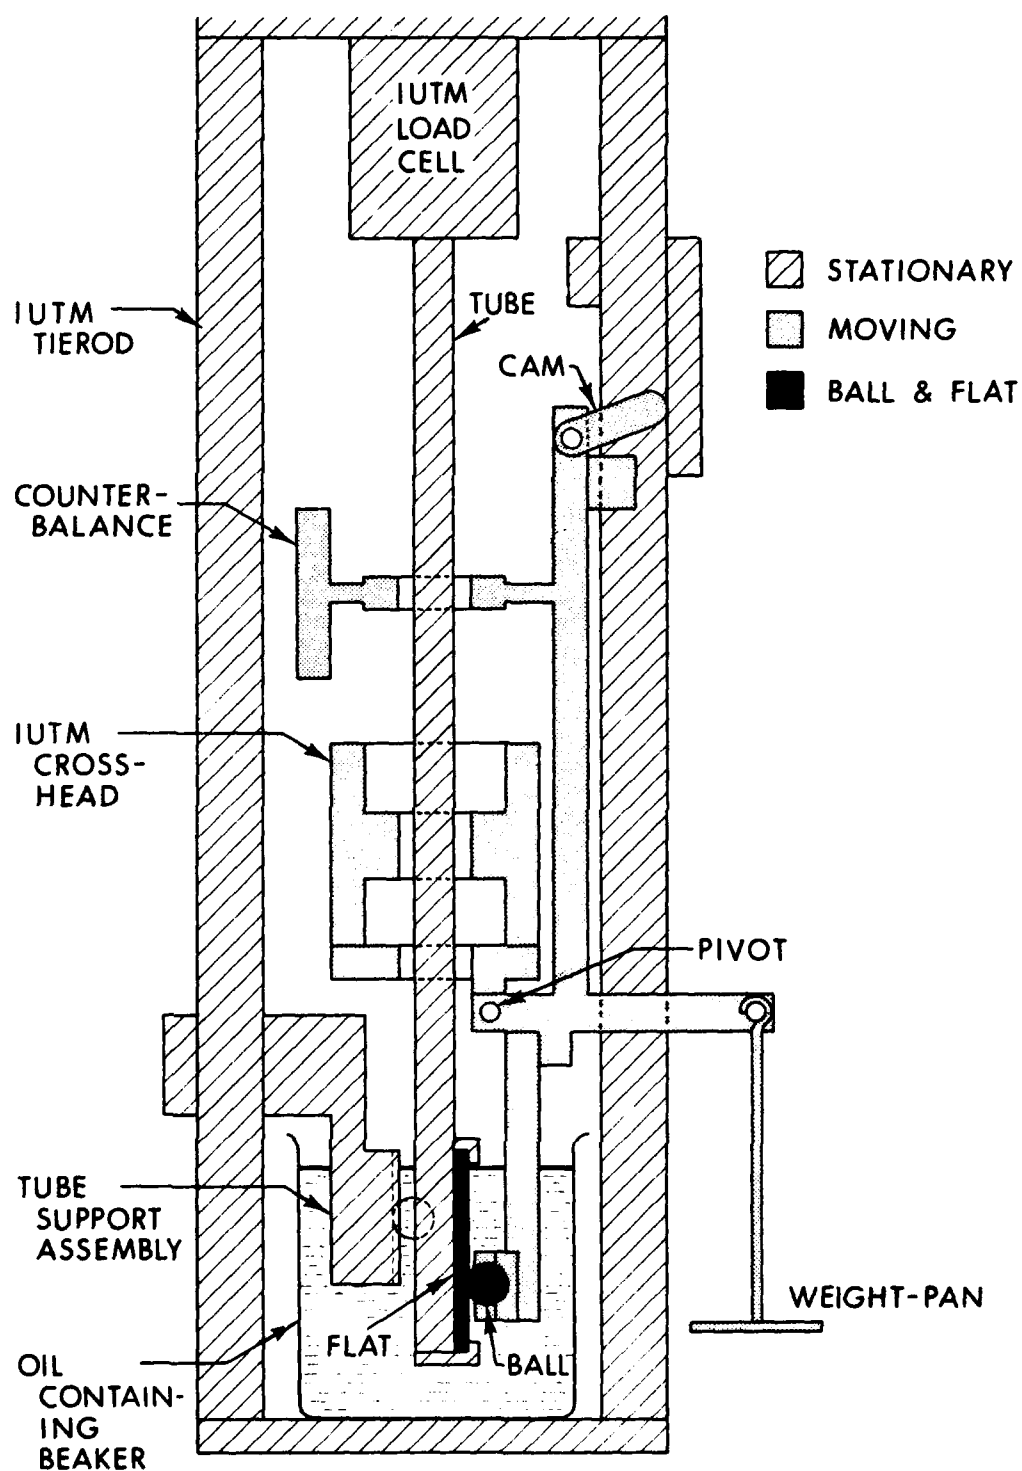 IUTM
LOAD
CELL
STATIONARY
MOVING
BALL & FLAT
IUTM
TIEROD
TUBE
CAM
COUNTER-
BALANCE
IUTM
CROSS-
HEAD
PIVOT
TUBE
SUPPORT
ASSEMBLY
WEIGHT-PAN
FLAT
BALL
OIL
CONTAIN-
ING
BEAKER